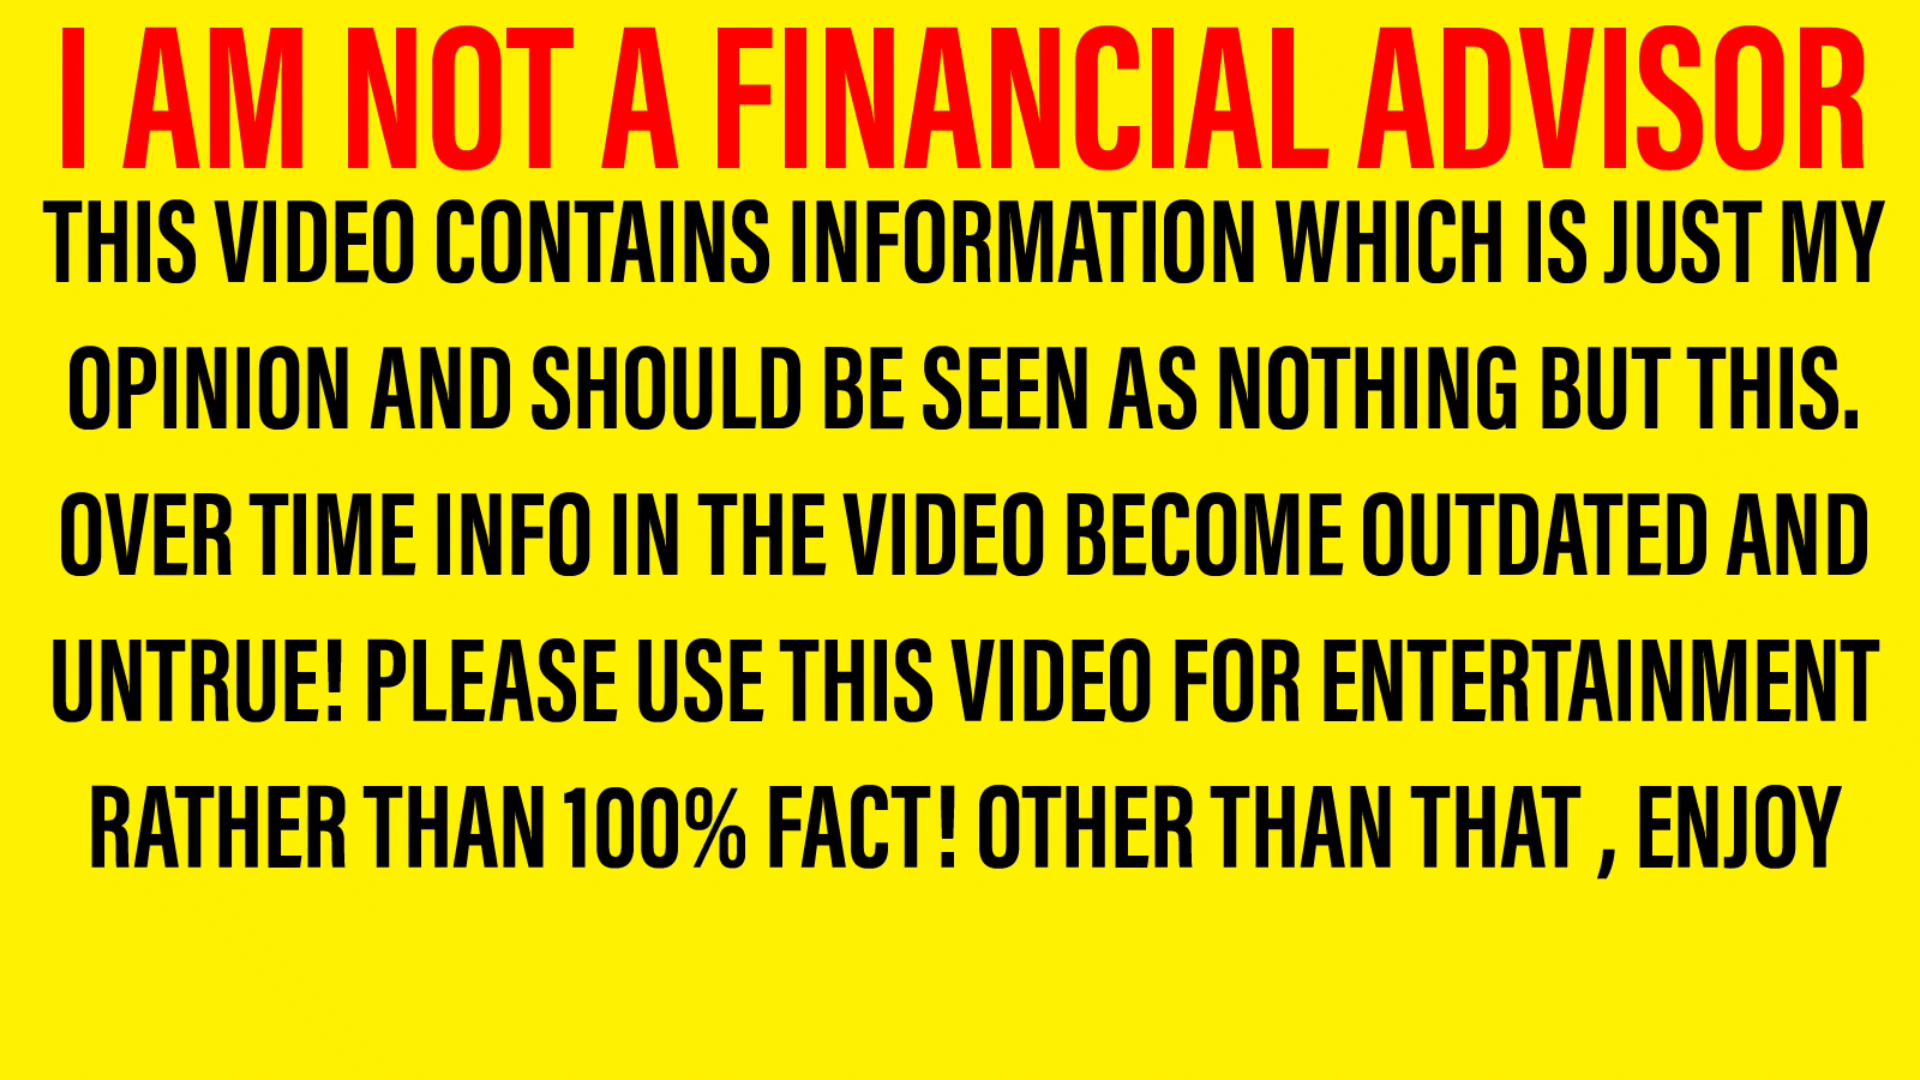 I AM NOT A FINANCIAL ADVISOR
THIS VIDEO CONTAINS INFORMATION WHICH IS JUST MY
OPINION AND SHOULD BE SEEN AS NOTHING BUT THIS.
OVER TIME INFO IN THE VIDEO BECOME OUTDATED AND
UNTRUE! PLEASE USE THIS VIDEO FOR ENTERTAINMENT
RATHER THAN 100% FACT! OTHER THAN THAT , ENJOY